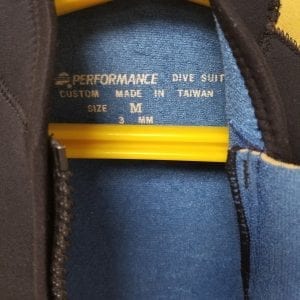 PERFORMANCE DIVE SUIT
CUSTOM MADE IN TAIWAN
SIZE M
3 MM